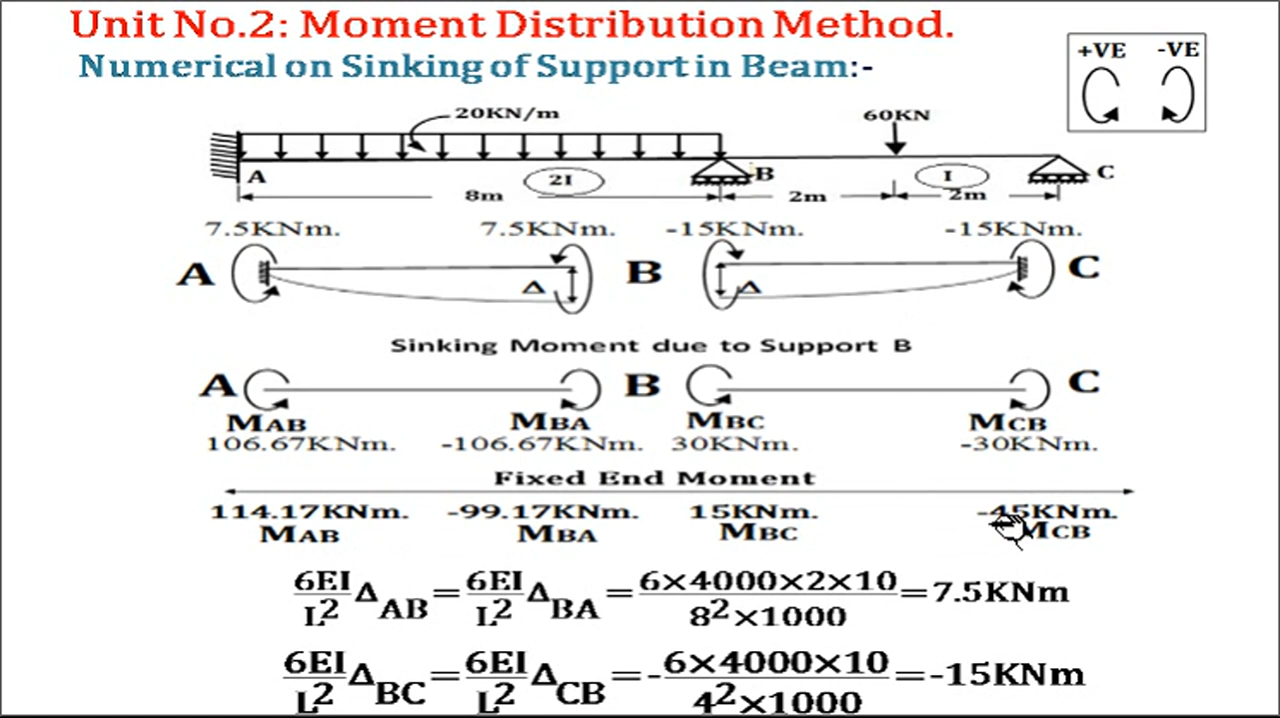 Unit No.2: Moment Distribution Method.
Numerical on Sinking of Support in Beam:-
+VE -VE
20KN/m 60KN
A 2I B I C
8m 2m 2m
7.5KNm. 7.5KNm. -15KNm. -15KNm.
A Δ B Δ C
Sinking Moment due to Support B
A B C
MAB MBA MBC MCB
106.67KNm. -106.67KNm. 30KNm. -30KNm.
Fixed End Moment
114.17KNm. -99.17KNm. 15KNm. -45KNm.
MAB MBA MBC MCB
6EI/L² Δ AB = 6EI/L² Δ BA = 6×4000×2×10/8²×1000 = 7.5KNm
6EI/L² Δ BC = 6EI/L² Δ CB = -6×4000×10/4²×1000 = -15KNm